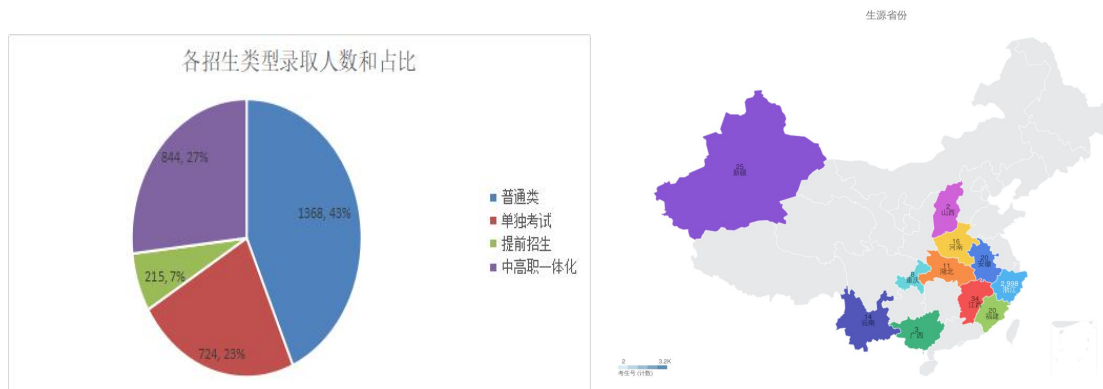 各招生类型录取人数和占比
844, 27%
1368, 43%
215, 7%
724, 23%
普通类
单独考试
提前招生
中高职一体化
生源省份
25
新疆
2
山西
16
河南
20
安徽
11
湖北
8
重庆
2,998
浙江
34
江西
20
福建
14
云南
3
广西
2
3.2K
考生号 (计数)